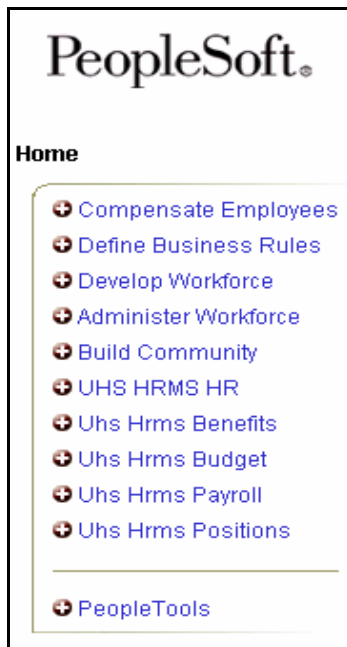 PeopleSoft®
Home
Compensate Employees
Define Business Rules
Develop Workforce
Administer Workforce
Build Community
UHS HRMS HR
Uhs Hrms Benefits
Uhs Hrms Budget
Uhs Hrms Payroll
Uhs Hrms Positions
PeopleTools